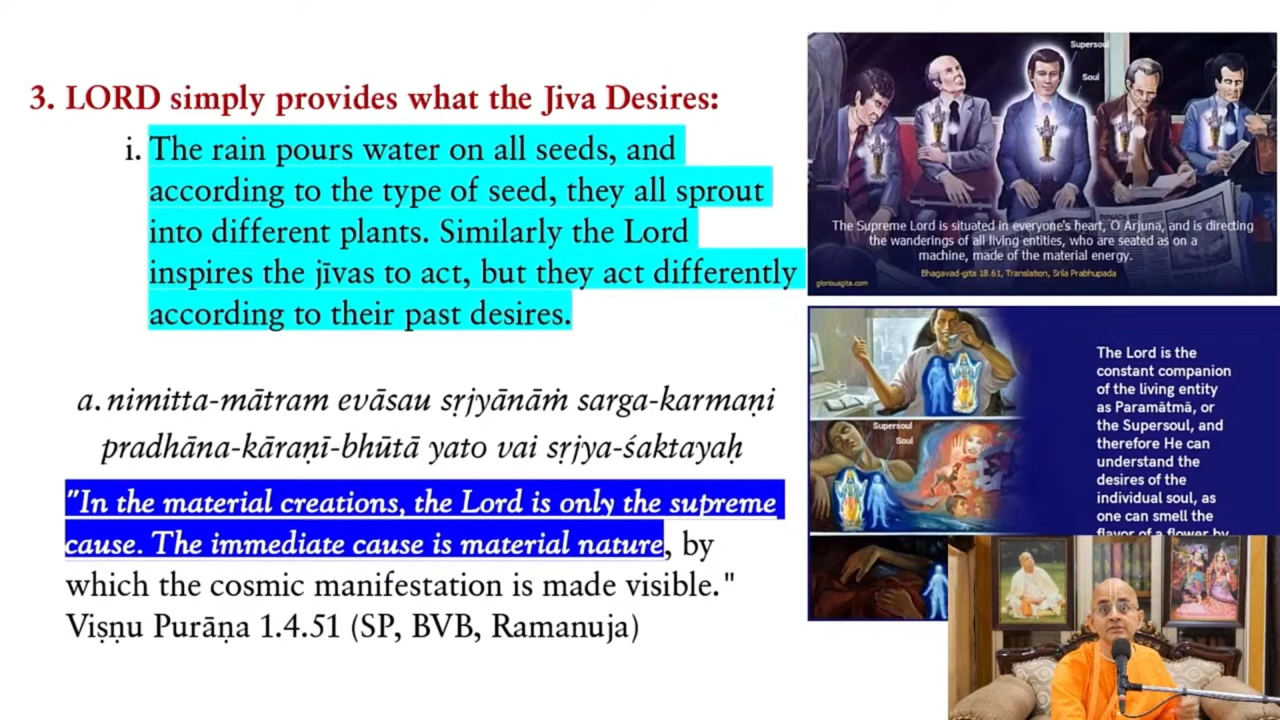 3. LORD simply provides what the Jiva Desires:
i. The rain pours water on all seeds, and
according to the type of seed, they all sprout
into different plants. Similarly the Lord
inspires the jīvas to act, but they act differently
according to their past desires.
a. nimitta-mātram evāsau sṛjyānāṁ sarga-karmaṇi
pradhāna-kāraṇī-bhūtā yato vai sṛjya-śaktayaḥ
"In the material creations, the Lord is only the supreme
cause. The immediate cause is material nature, by
which the cosmic manifestation is made visible."
Viṣṇu Purāṇa 1.4.51 (SP, BVB, Ramanuja)
Supersoul
Soul
The Supreme Lord is situated in everyone's heart, O Arjuna, and is directing
the wanderings of all living entities, who are seated as on a
machine, made of the material energy.
Bhagavad-gita 18.61, Translation, Srila Prabhupada
gloriousgita.com
Supersoul
Soul
The Lord is the
constant companion
of the living entity
as Paramātmā, or
the Supersoul, and
therefore He can
understand the
desires of the
individual soul, as
one can smell the
flavor of a flower by